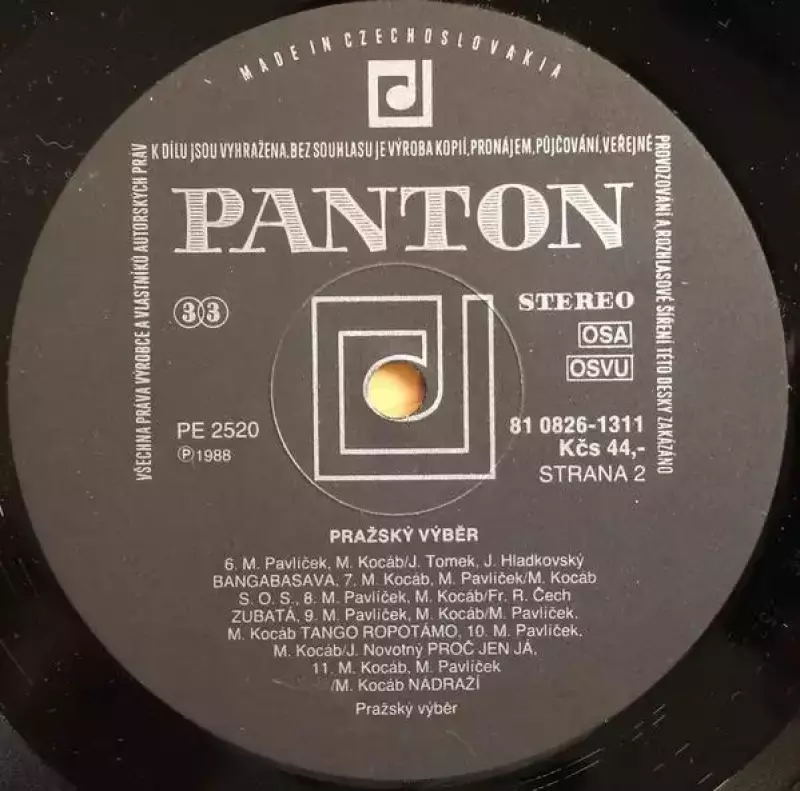 MADE IN CZECHOSLOVAKIA
VŠECHNA PRÁVA VÝROBCE A VLASTNÍKŮ AUTORSKÝCH PRÁV
K DÍLU JSOU VYHRAŽENA. BEZ SOUHLASU JE VÝROBA KOPIÍ, PRONÁJEM, PŮJČOVÁNÍ, VEŘEJNÉ
PROVOZOVÁNÍ A ROZHLASOVÉ ŠÍŘENÍ TÉTO DESKY ZAKÁZÁNO
PANTON
33
STEREO
OSA
OSVU
PE 2520
Ⓟ1988
81 0826-1311
Kčs 44,-
STRANA 2
PRAŽSKÝ VÝBĚR
6. M. Pavlíček, M. Kocáb/J. Tomek, J. Hladkovský
BANGABASAVA, 7. M. Kocáb, M. Pavlíček/M. Kocáb
S. O. S., 8. M. Pavlíček, M. Kocáb/Fr. R. Čech
ZUBATÁ, 9. M. Pavlíček, M. Kocáb/M. Pavlíček,
M. Kocáb TANGO ROPOTÁMO, 10. M. Pavlíček,
M. Kocáb/J. Novotný PROČ JEN JÁ,
11. M. Kocáb, M. Pavlíček
/M. Kocáb NÁDRAŽÍ
Pražský výběr